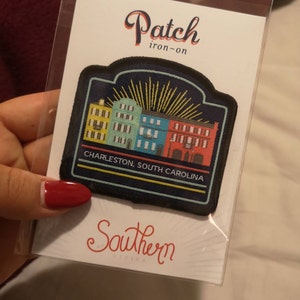 Patch
iron-on
CHARLESTON, SOUTH CAROLINA
Southern